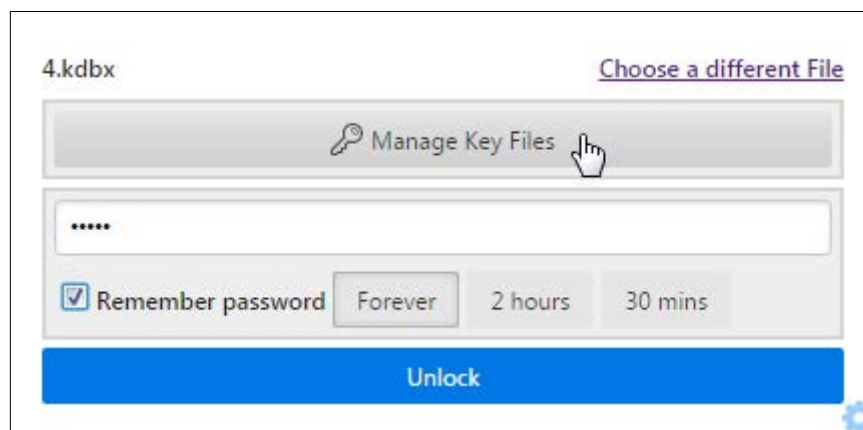 4.kdbx Choose a different File
Manage Key Files
•••••
Remember password Forever 2 hours 30 mins
Unlock